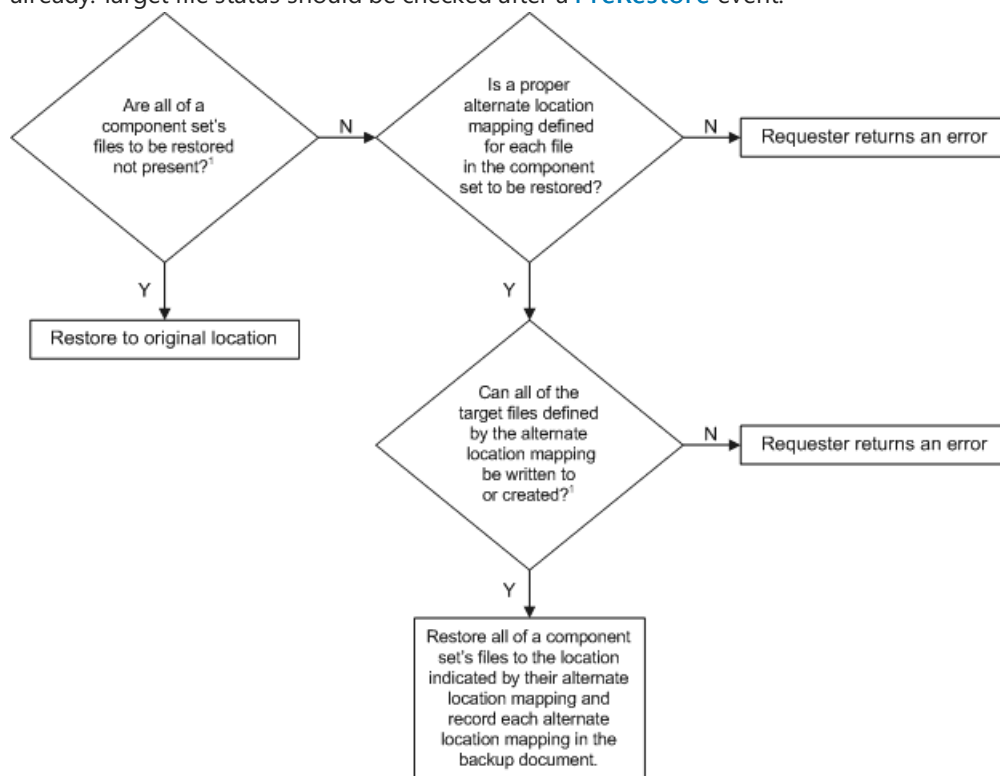 already. Target file status should be checked after a PreRestore event.
Are all of a
component set's
files to be restored
not present?¹
N
Is a proper
alternate location
mapping defined
for each file
in the component
set to be restored?
N
Requester returns an error
Y
Restore to original location
Y
Can all of the
target files defined
by the alternate
location mapping
be written to
or created?¹
N
Requester returns an error
Y
Restore all of a component
set's files to the location
indicated by their alternate
location mapping and
record each alternate
location mapping in the
backup document.